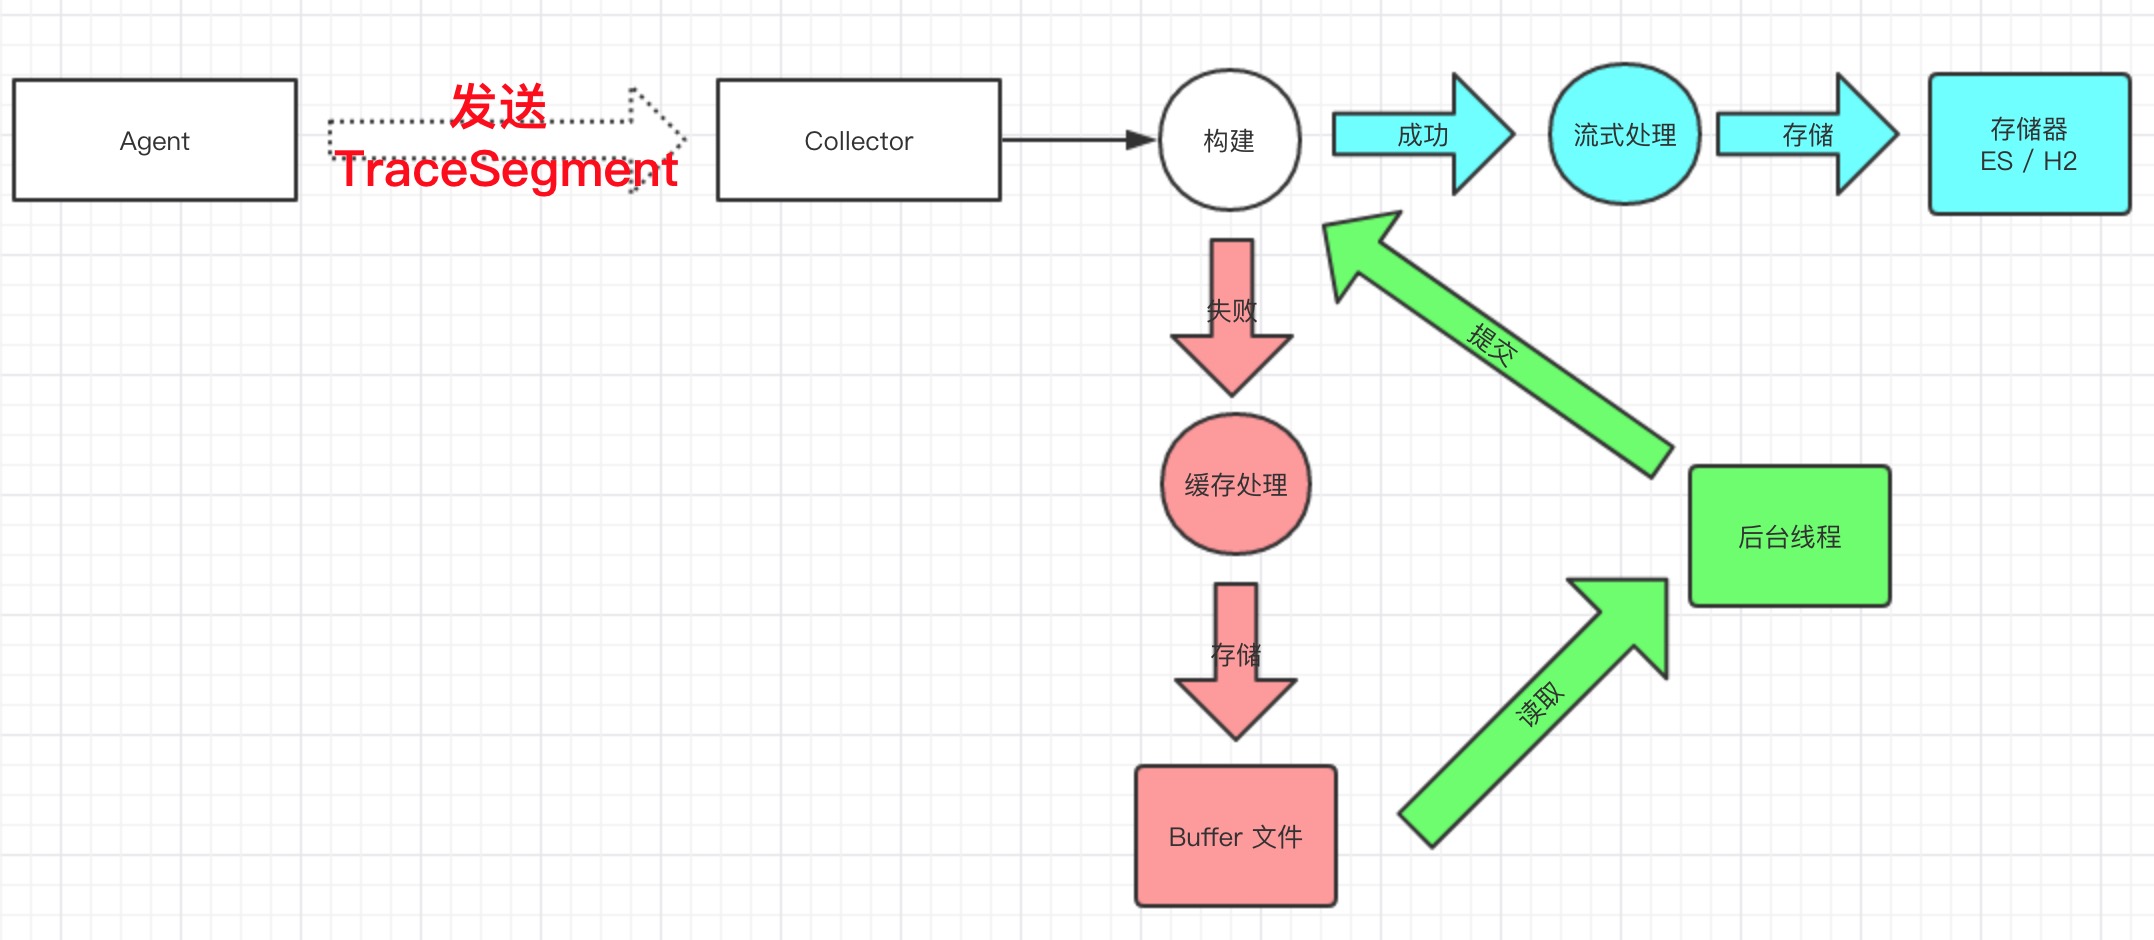 Agent
发送
TraceSegment
Collector
构建
成功
流式处理
存储
存储器
ES / H2
失败
提交
缓存处理
后台线程
存储
读取
Buffer 文件